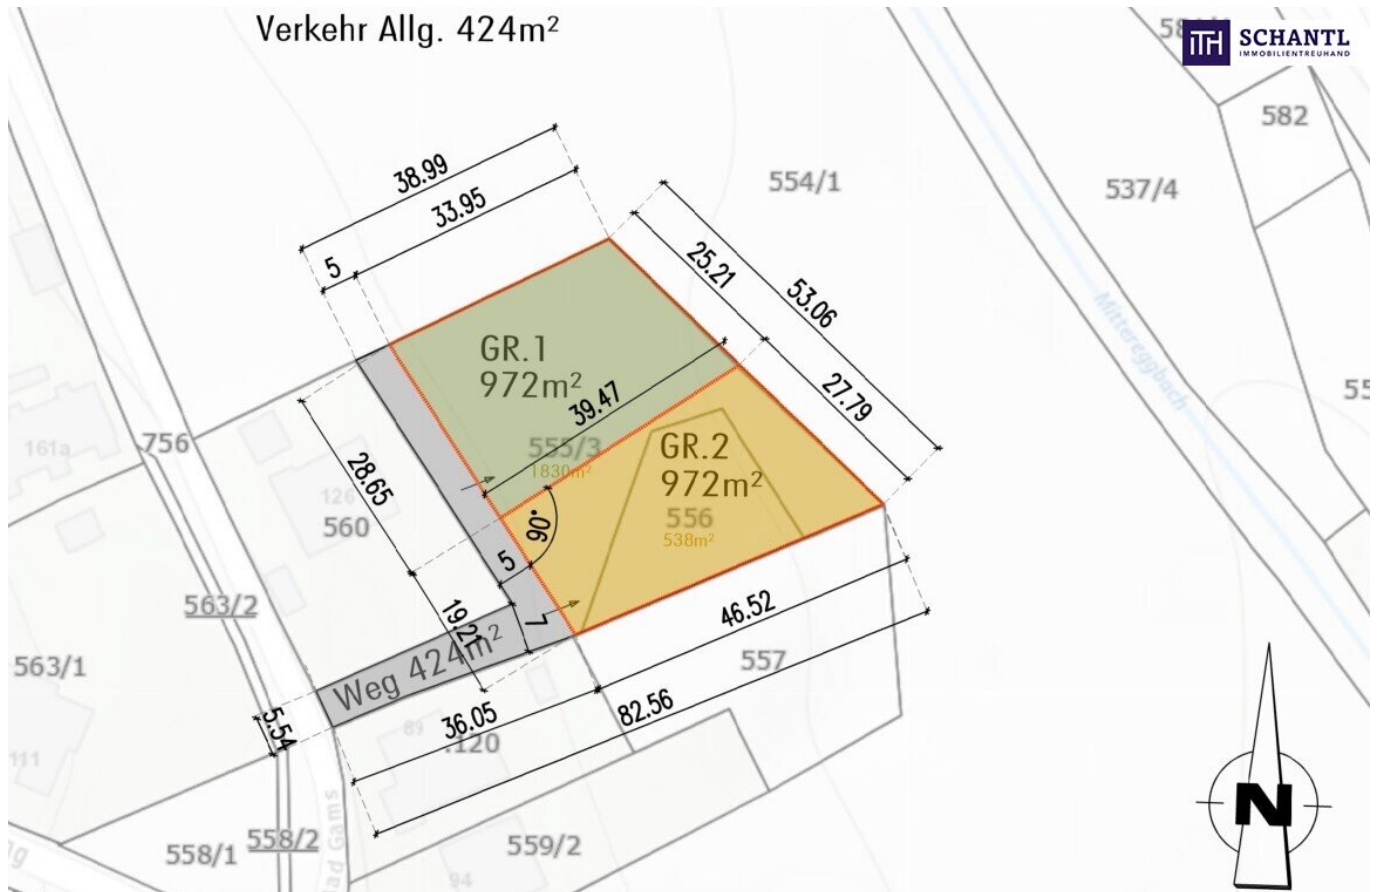 Verkehr Allg. 424m²
ITH SCHANTL
IMMOBILIENTREUHAND
582
554/1
537/4
38.99
33.95
5
25.21
53.06
Mittereggbach
GR.1
972m²
39.47
27.79
161a
756
28.65
555/3
1830m²
GR.2
972m²
126
560
556
538m²
90°
5
563/2
19.21
7
46.52
563/1
Weg 424m²
557
5.54
36.05
82.56
89
.120
111
N
558/1
558/2
559/2
94